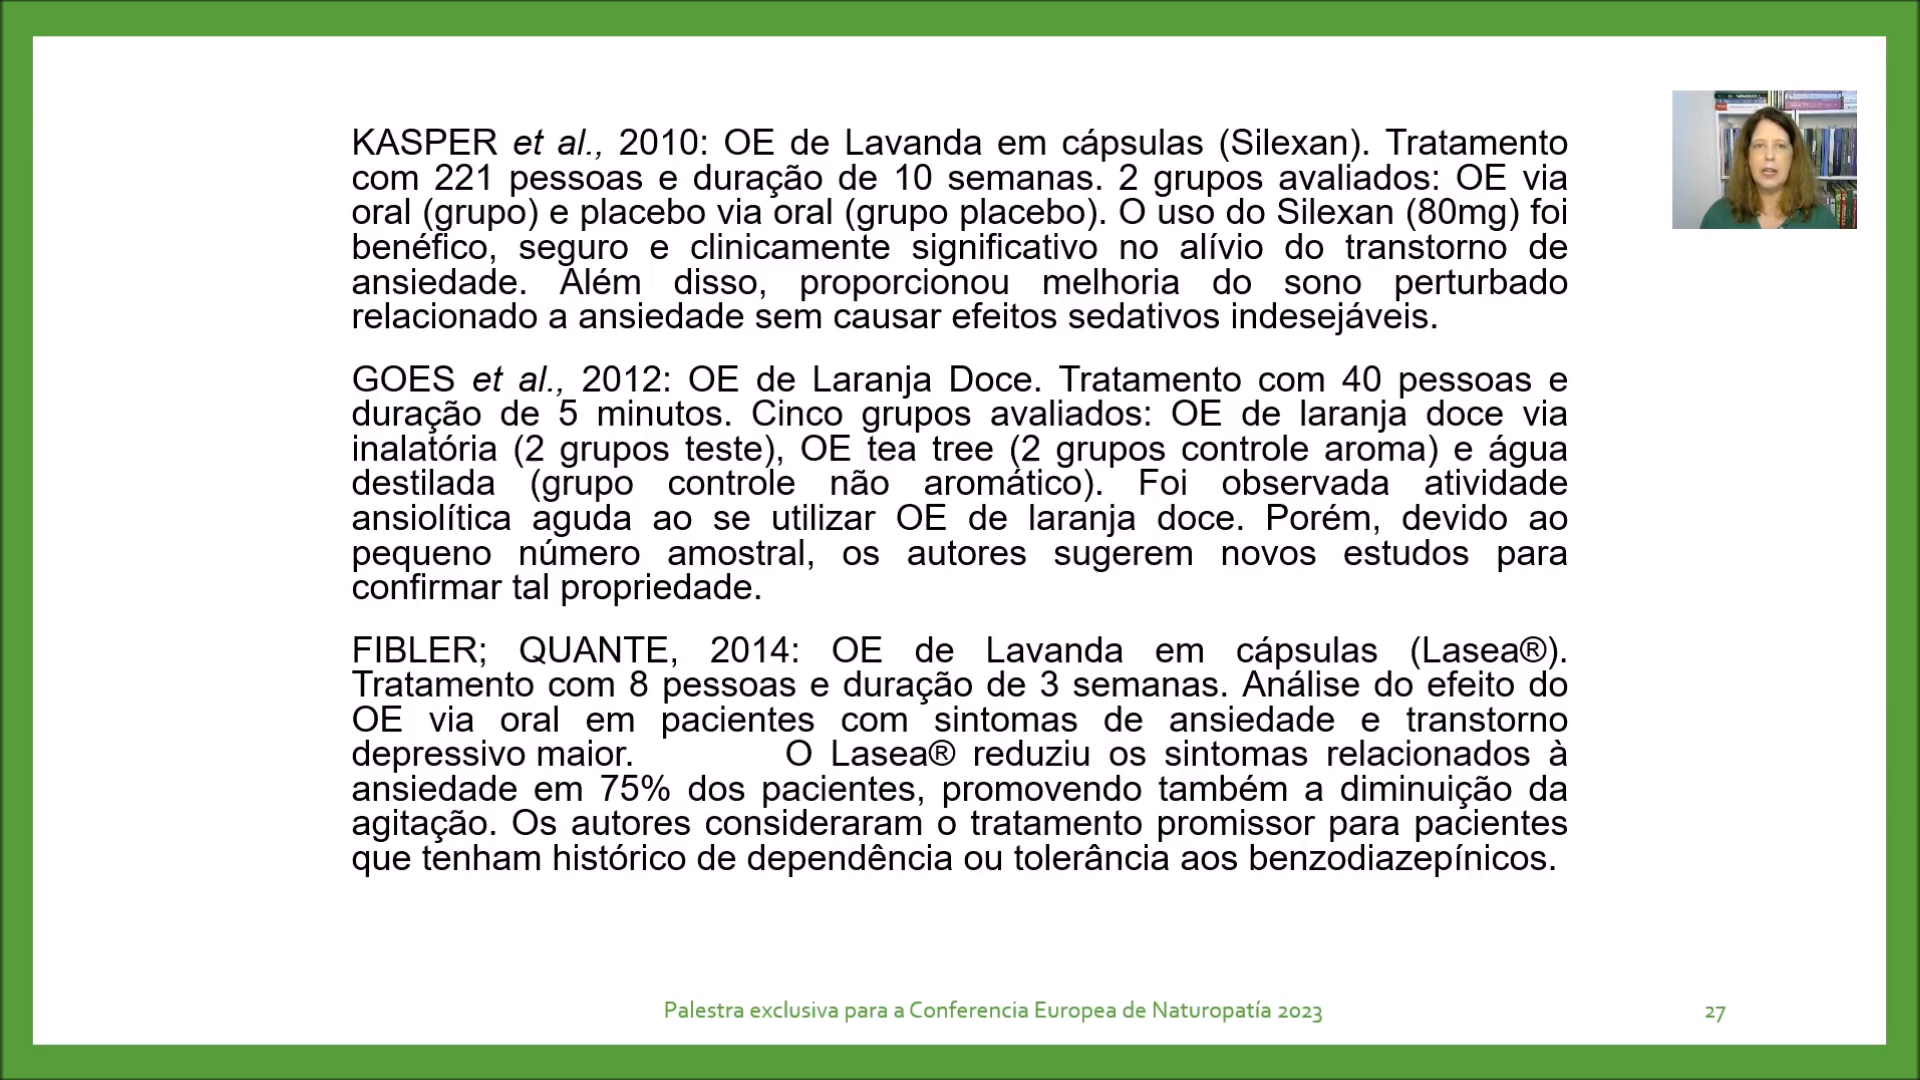 KASPER et al., 2010: OE de Lavanda em cápsulas (Silexan). Tratamento
com 221 pessoas e duração de 10 semanas. 2 grupos avaliados: OE via
oral (grupo) e placebo via oral (grupo placebo). O uso do Silexan (80mg) foi
benéfico, seguro e clinicamente significativo no alívio do transtorno de
ansiedade. Além disso, proporcionou melhoria do sono perturbado
relacionado a ansiedade sem causar efeitos sedativos indesejáveis.
GOES et al., 2012: OE de Laranja Doce. Tratamento com 40 pessoas e
duração de 5 minutos. Cinco grupos avaliados: OE de laranja doce via
inalatória (2 grupos teste), OE tea tree (2 grupos controle aroma) e água
destilada (grupo controle não aromático). Foi observada atividade
ansiolítica aguda ao se utilizar OE de laranja doce. Porém, devido ao
pequeno número amostral, os autores sugerem novos estudos para
confirmar tal propriedade.
FIBLER; QUANTE, 2014: OE de Lavanda em cápsulas (Lasea®).
Tratamento com 8 pessoas e duração de 3 semanas. Análise do efeito do
OE via oral em pacientes com sintomas de ansiedade e transtorno
depressivo maior. O Lasea® reduziu os sintomas relacionados à
ansiedade em 75% dos pacientes, promovendo também a diminuição da
agitação. Os autores consideraram o tratamento promissor para pacientes
que tenham histórico de dependência ou tolerância aos benzodiazepínicos.
Palestra exclusiva para a Conferencia Europea de Naturopatía 2023
27